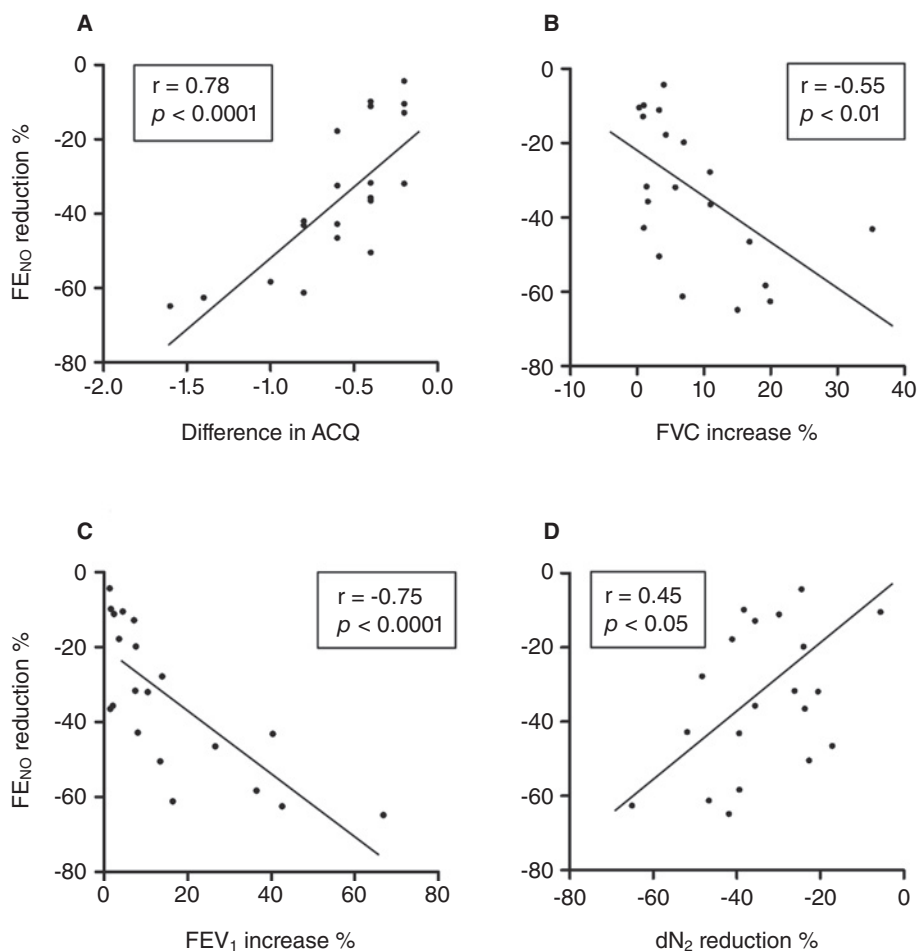 A
r = 0.78
p < 0.0001
FE_NO reduction %
0
-20
-40
-60
-80
-2.0 -1.5 -1.0 -0.5 0.0
Difference in ACQ
B
r = -0.55
p < 0.01
0
-20
-40
-60
-80
-10 0 10 20 30 40
FVC increase %
C
r = -0.75
p < 0.0001
FE_NO reduction %
0
-20
-40
-60
-80
0 20 40 60 80
FEV₁ increase %
D
r = 0.45
p < 0.05
0
-20
-40
-60
-80
-80 -60 -40 -20 0
dN₂ reduction %